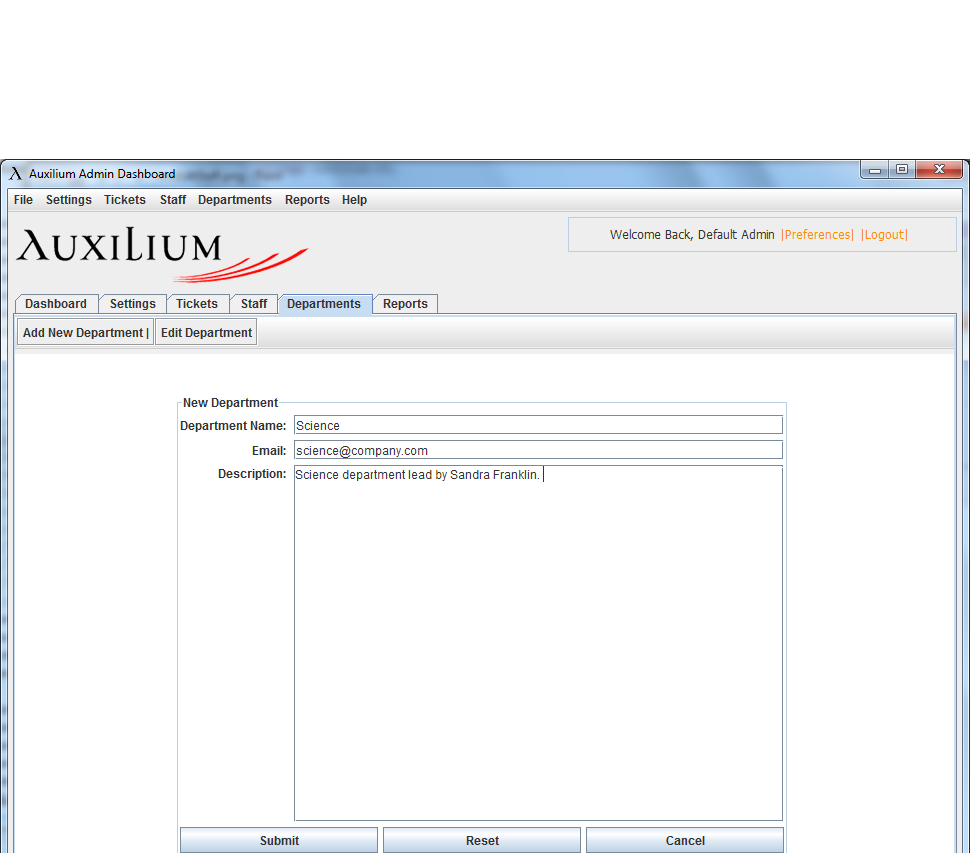 Auxilium Admin Dashboard
File Settings Tickets Staff Departments Reports Help
AUXILIUM
Welcome Back, Default Admin |Preferences| |Logout|
Dashboard Settings Tickets Staff Departments Reports
Add New Department | Edit Department
New Department
Department Name: Science
Email: science@company.com
Description: Science department lead by Sandra Franklin.
Submit Reset Cancel